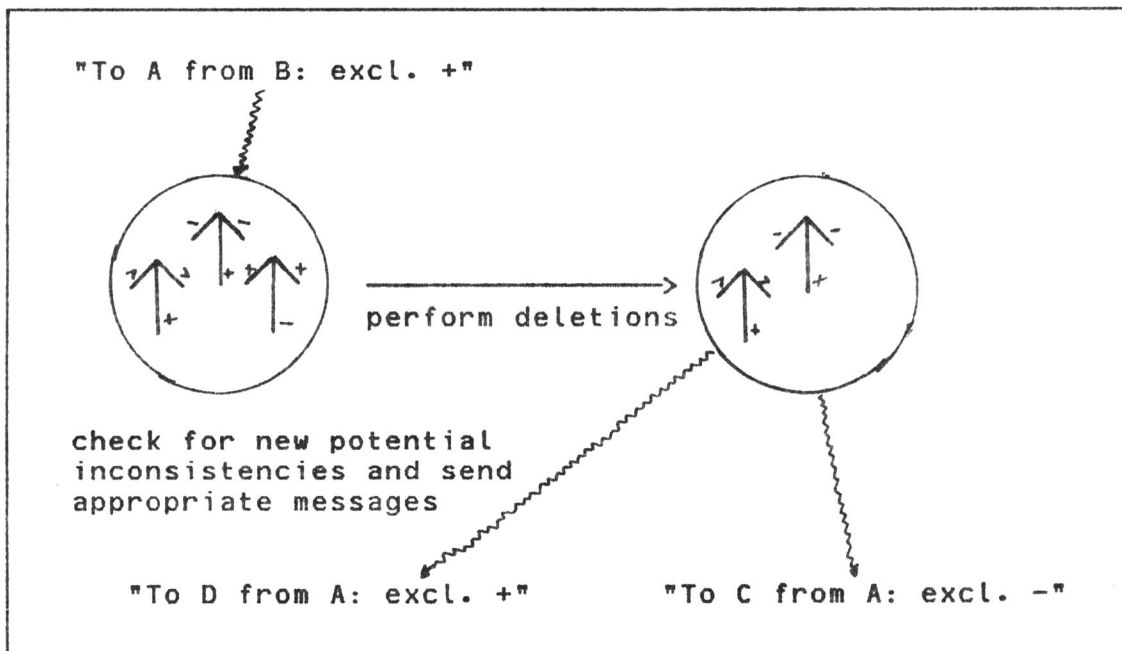 "To A from B: excl. +"
- -
+ + +
+ -
perform deletions
- -
+
+
check for new potential
inconsistencies and send
appropriate messages
"To D from A: excl. +"
"To C from A: excl. -"